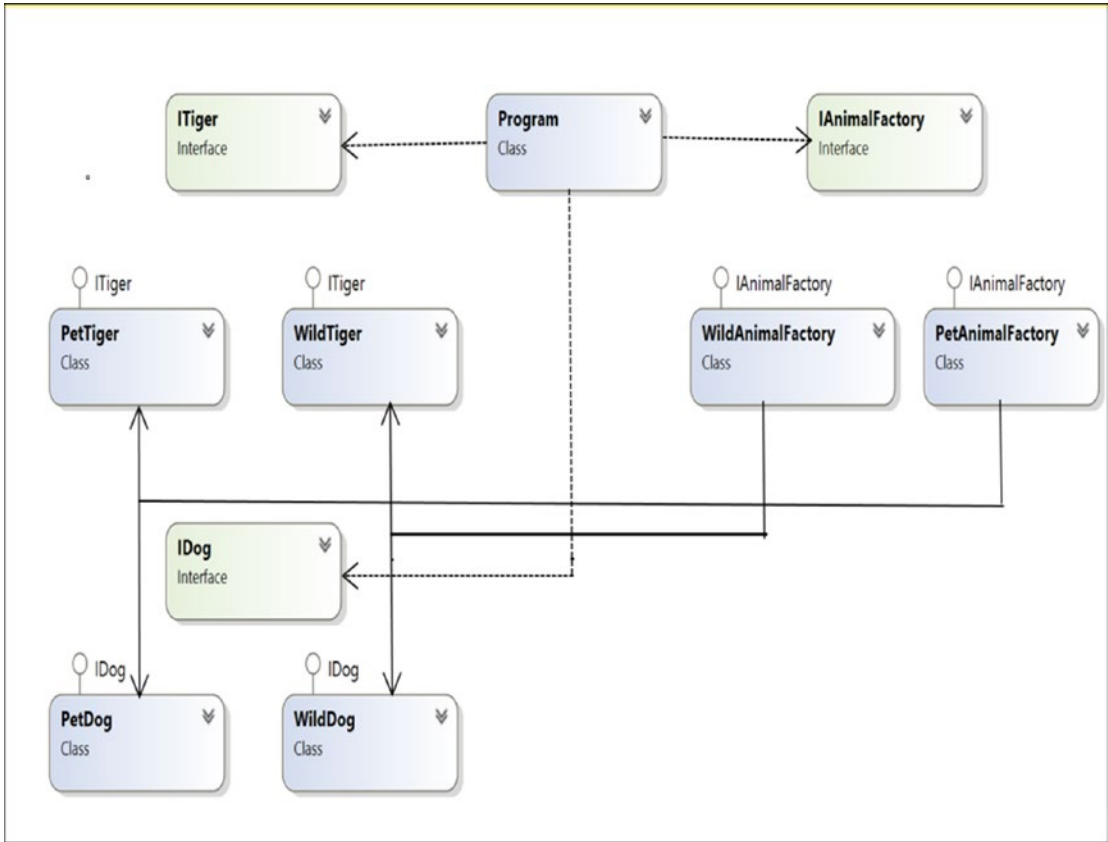 ITiger
Interface
Program
Class
IAnimalFactory
Interface
ITiger
PetTiger
Class
ITiger
WildTiger
Class
IAnimalFactory
WildAnimalFactory
Class
IAnimalFactory
PetAnimalFactory
Class
IDog
Interface
IDog
PetDog
Class
IDog
WildDog
Class